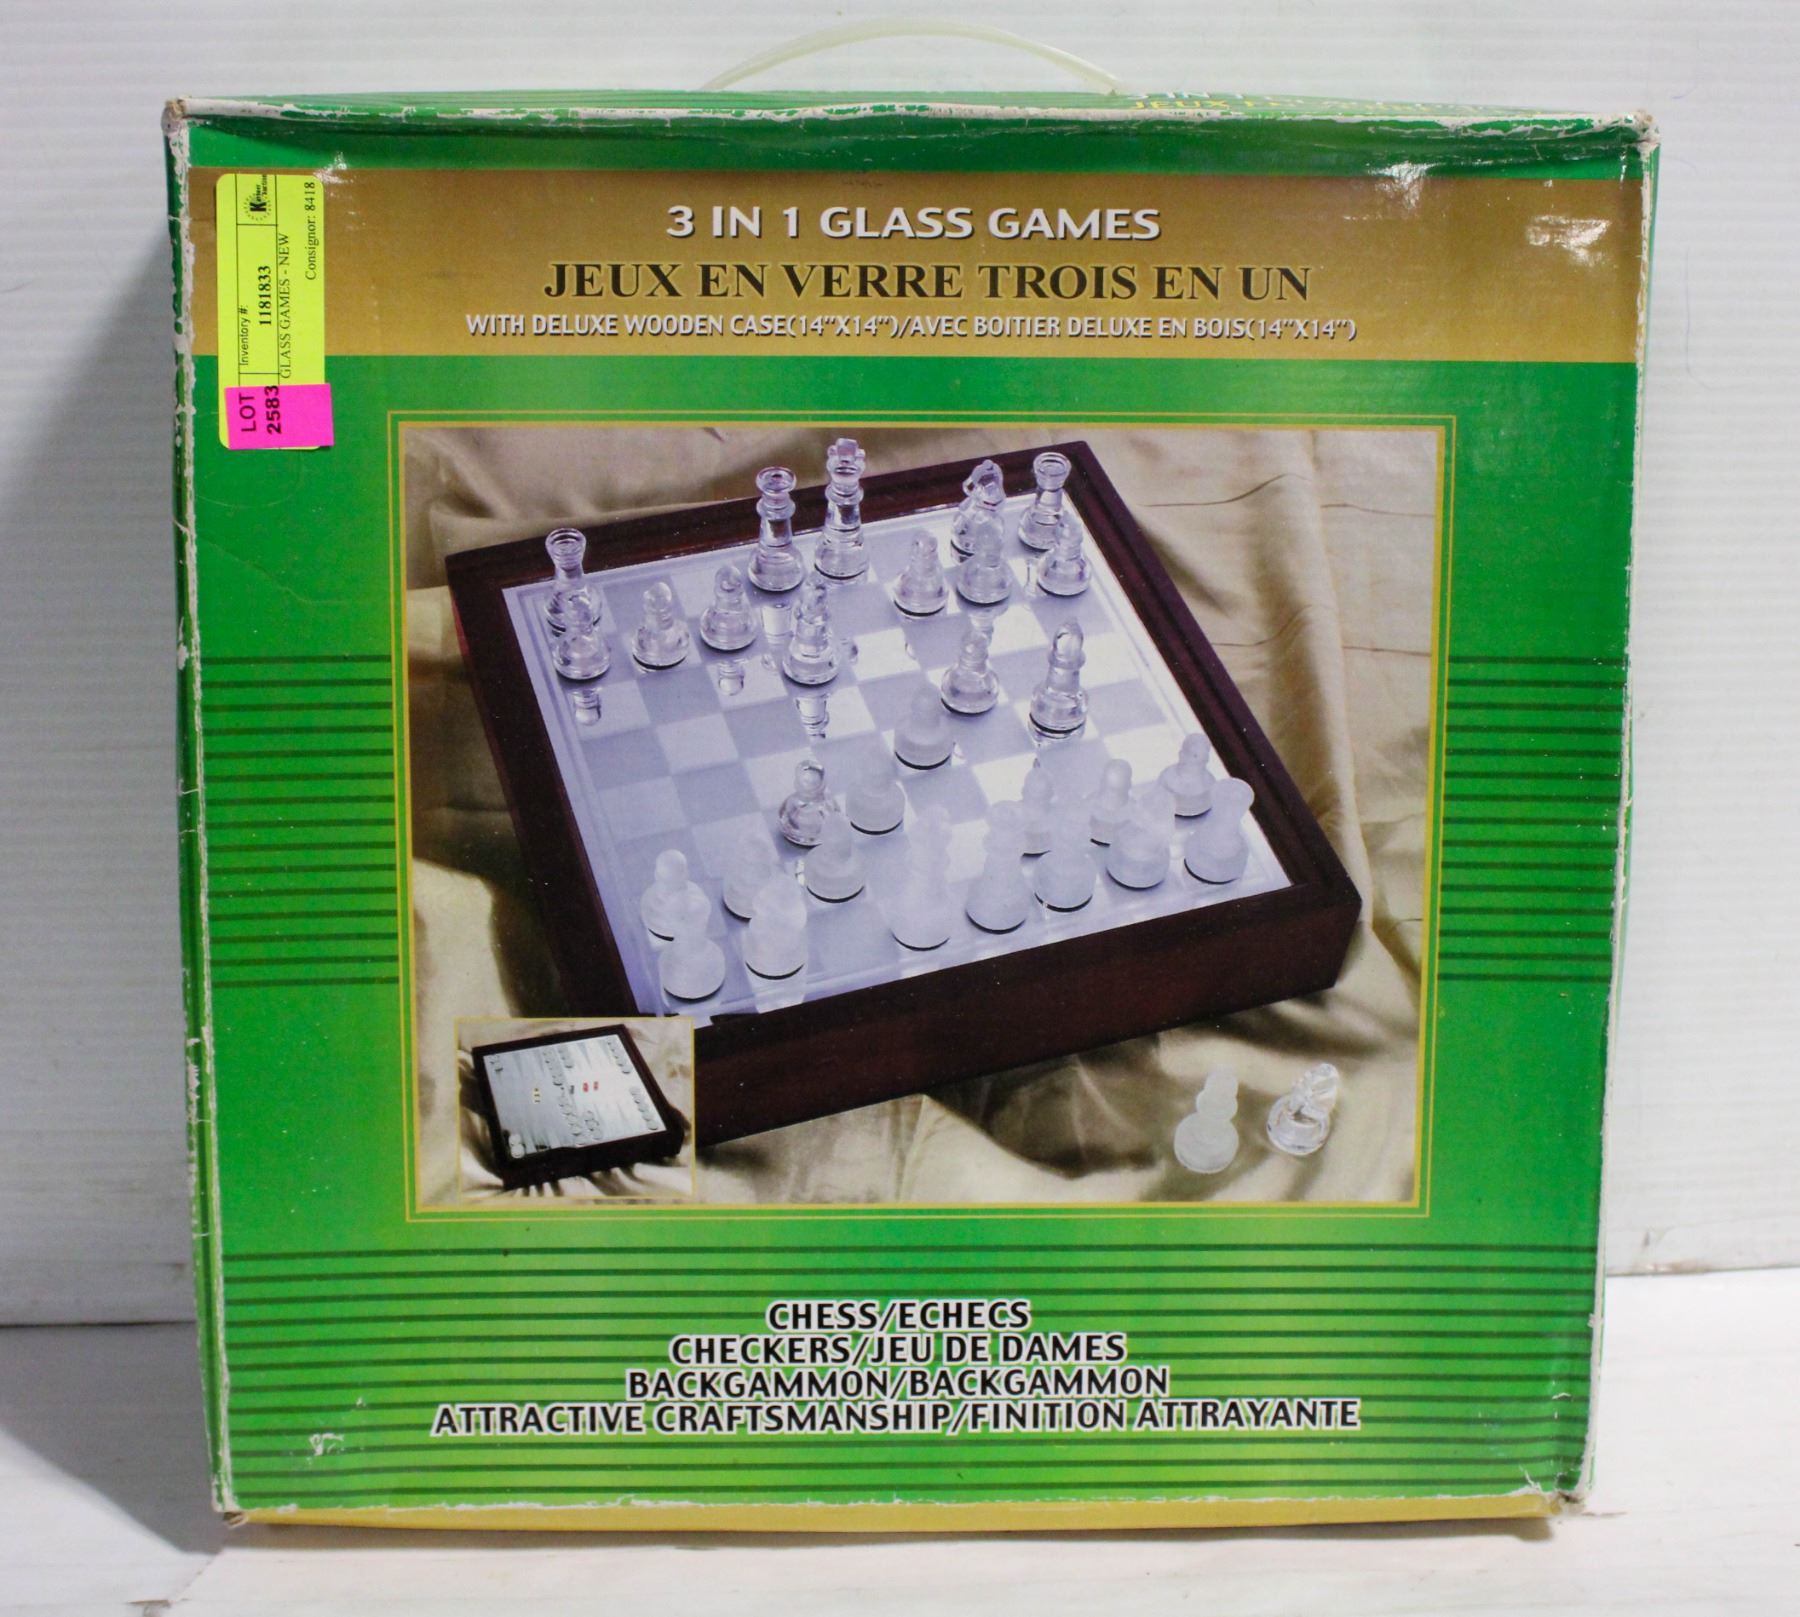 JEUX EN
3 IN 1 GLASS GAMES
JEUX EN VERRE TROIS EN UN
WITH DELUXE WOODEN CASE(14"X14")/AVEC BOITIER DELUXE EN BOIS(14"X14")
Inventory #:
1181833
GLASS GAMES - NEW
Consignor: 8418
LOT
2583
CHESS/ECHECS
CHECKERS/JEU DE DAMES
BACKGAMMON/BACKGAMMON
ATTRACTIVE CRAFTSMANSHIP/FINITION ATTRAYANTE